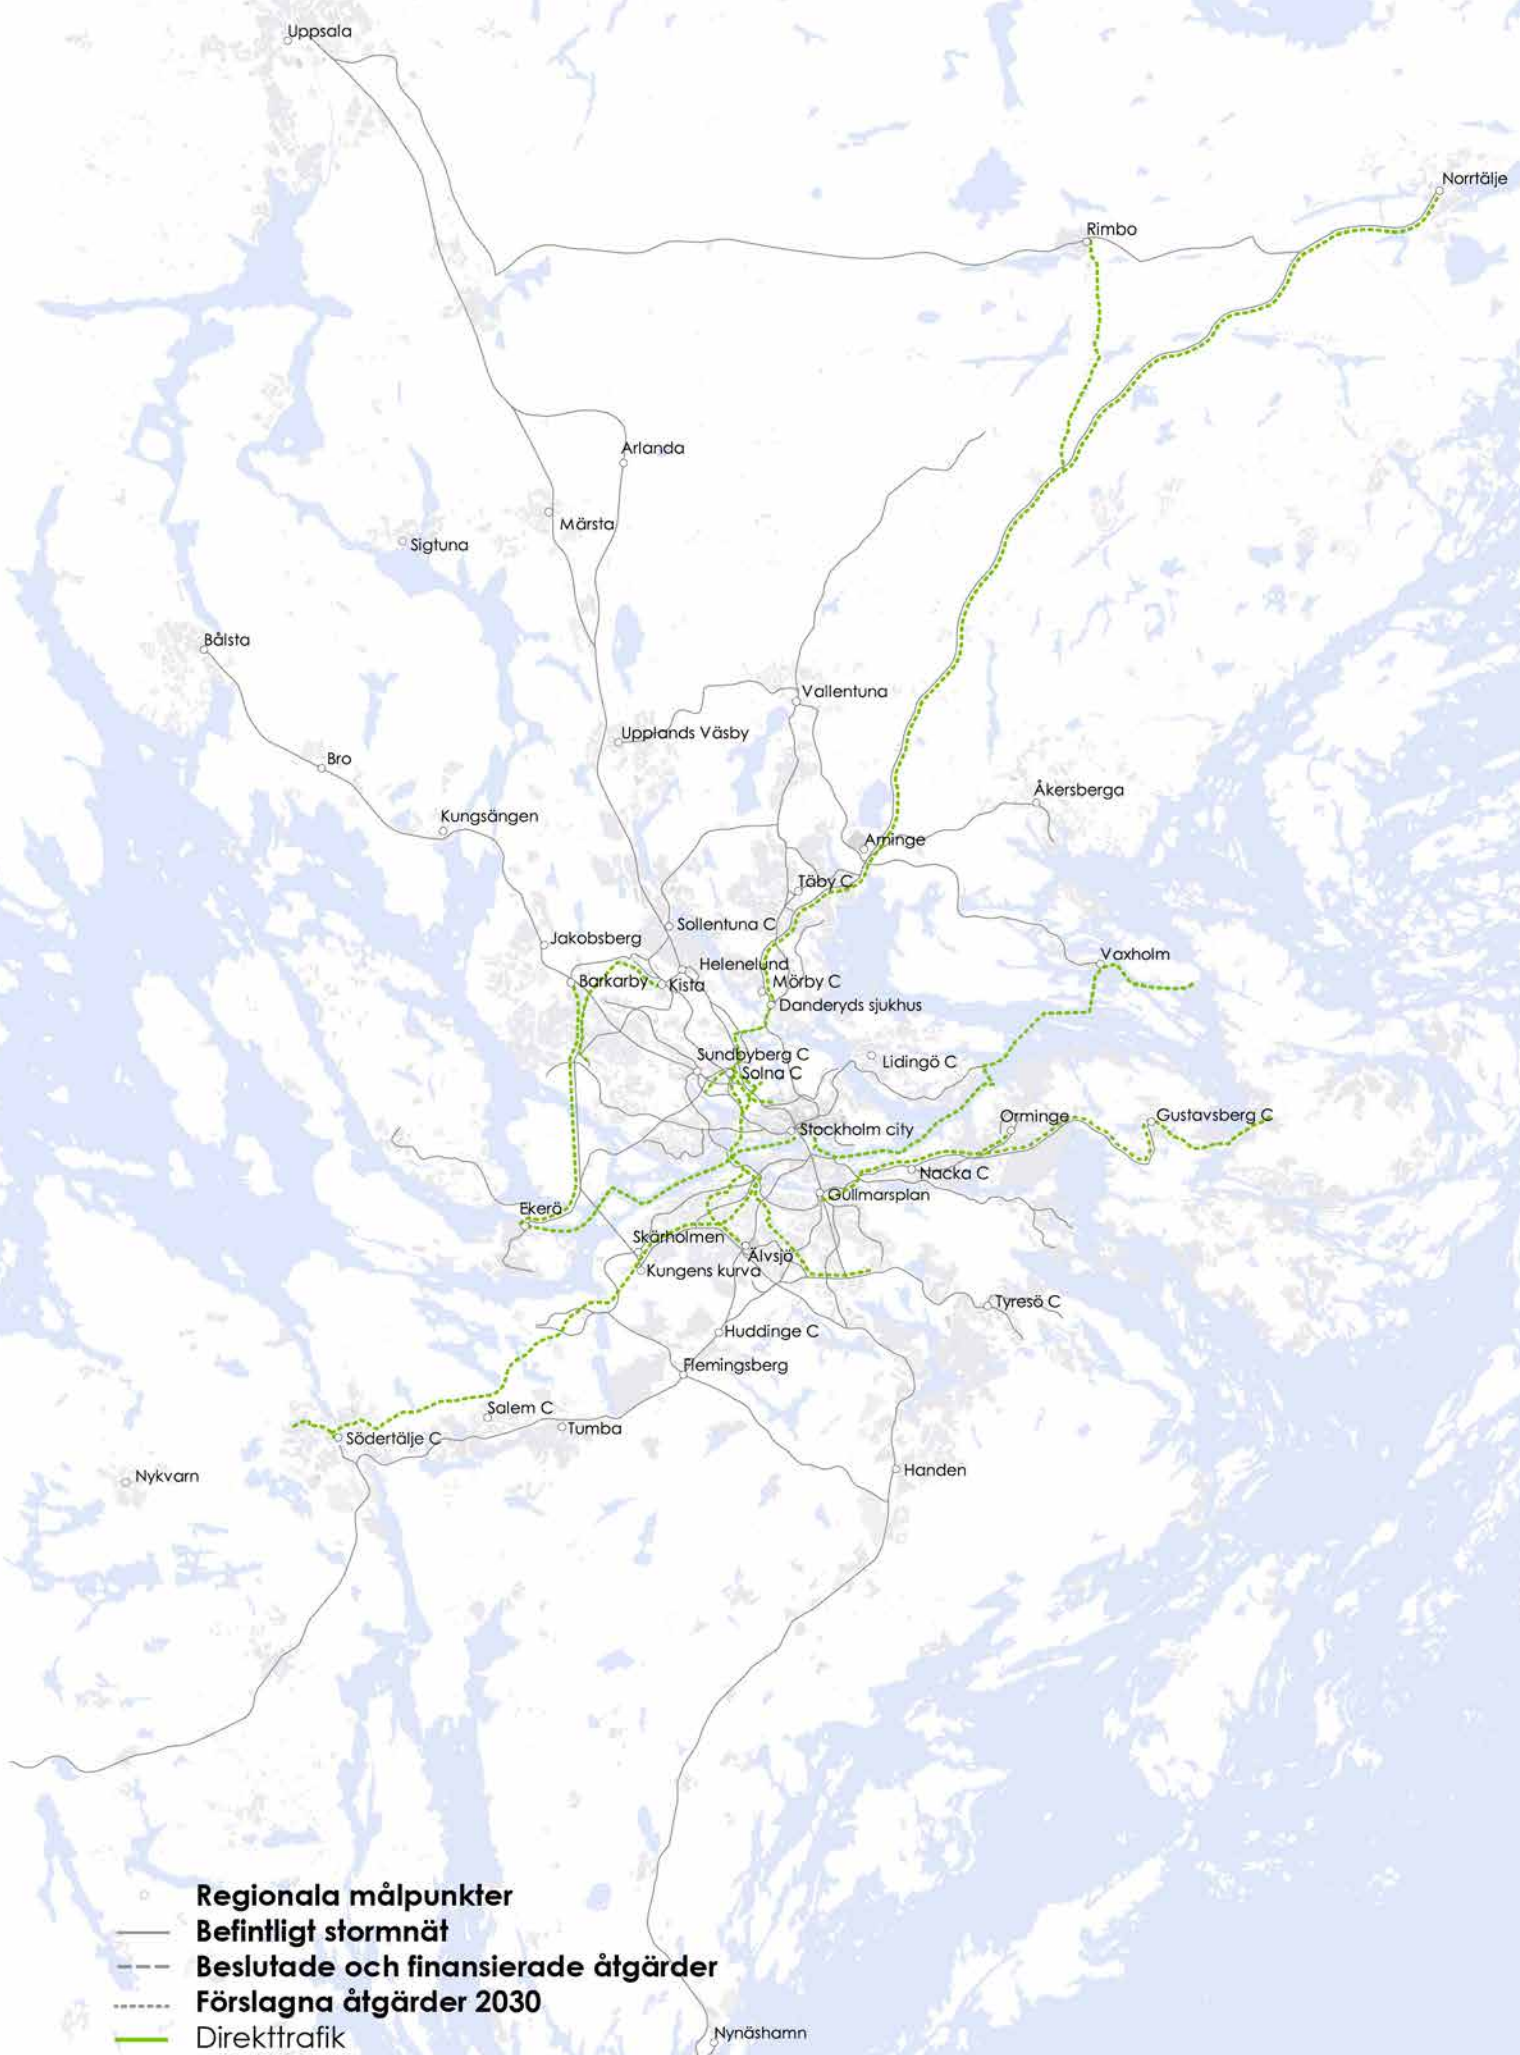 Uppsala
Norrtälje
Rimbo
Arlanda
Märsta
Sigtuna
Bålsta
Vallentuna
Upplands Väsby
Bro
Åkersberga
Kungsängen
Arninge
Täby C
Sollentuna C
Jakobsberg
Vaxholm
Helenelund
Barkarby
Kista
Mörby C
Danderyds sjukhus
Sundbyberg C
Lidingö C
Solna C
Orminge
Gustavsberg C
Stockholm city
Nacka C
Gullmarsplan
Ekerö
Skärholmen
Älvsjö
Kungens kurva
Tyresö C
Huddinge C
Flemingsberg
Salem C
Tumba
Södertälje C
Handen
Nykvarn
Regionala målpunkter
Befintligt stormnät
Beslutade och finansierade åtgärder
Förslagna åtgärder 2030
Direkttrafik
Nynäshamn